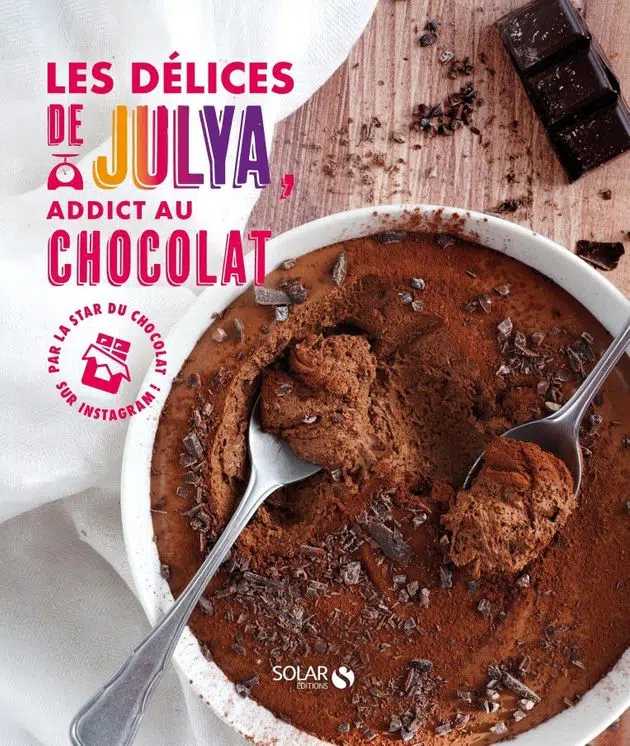 LES DÉLICES
DE JULYA,
ADDICT AU
CHOCOLAT
PAR LA STAR DU CHOCOLAT
SUR INSTAGRAM !
SOLAR
ÉDITIONS